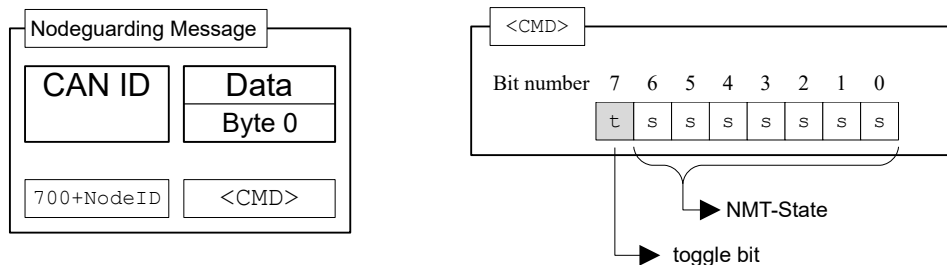 Nodeguarding Message
CAN ID
Data
Byte 0
700+NodeID
<CMD>
<CMD>
Bit number 7 6 5 4 3 2 1 0
t s s s s s s s
NMT-State
toggle bit